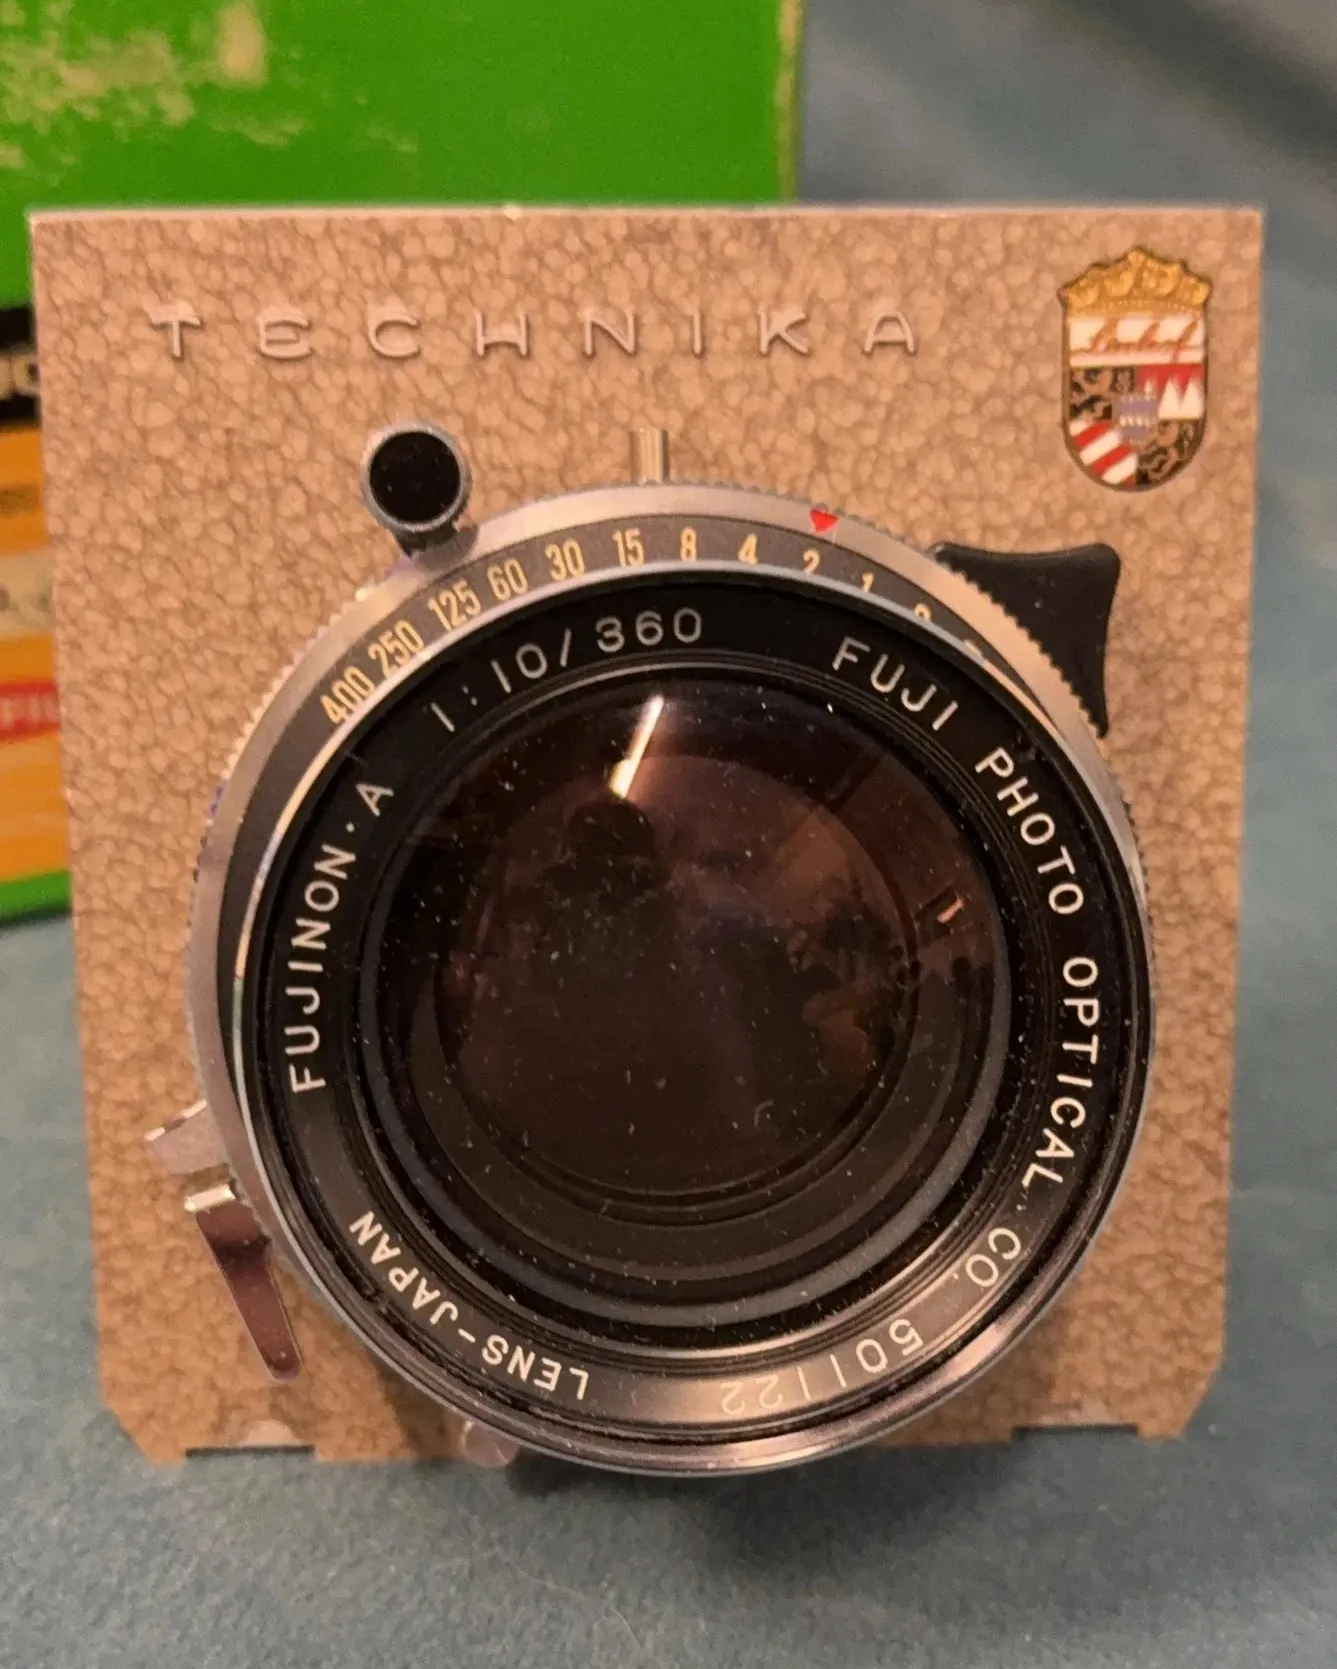 TECHNIKA
Linhof
400 250 125 60 30 15 8 4 2 1
FUJINON·A 1:10/360 FUJI PHOTO OPTICAL CO. 501122 LENS-JAPAN